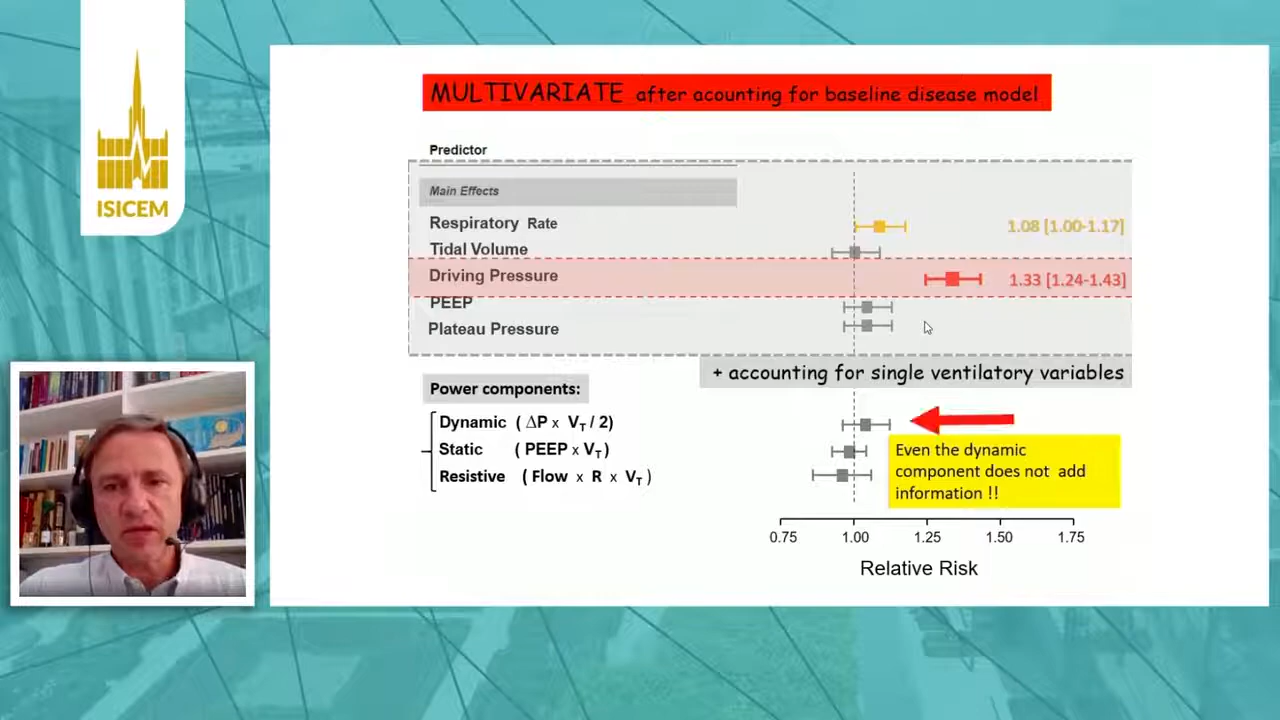 ISICEM
MULTIVARIATE after acounting for baseline disease model
Predictor
Main Effects
Respiratory Rate
1.08 [1.00-1.17]
Tidal Volume
Driving Pressure
1.33 [1.24-1.43]
PEEP
Plateau Pressure
+ accounting for single ventilatory variables
Power components:
Dynamic ( ΔP x VT / 2)
Static ( PEEP x VT )
Resistive ( Flow x R x VT )
Even the dynamic
component does not add
information !!
0.75 1.00 1.25 1.50 1.75
Relative Risk